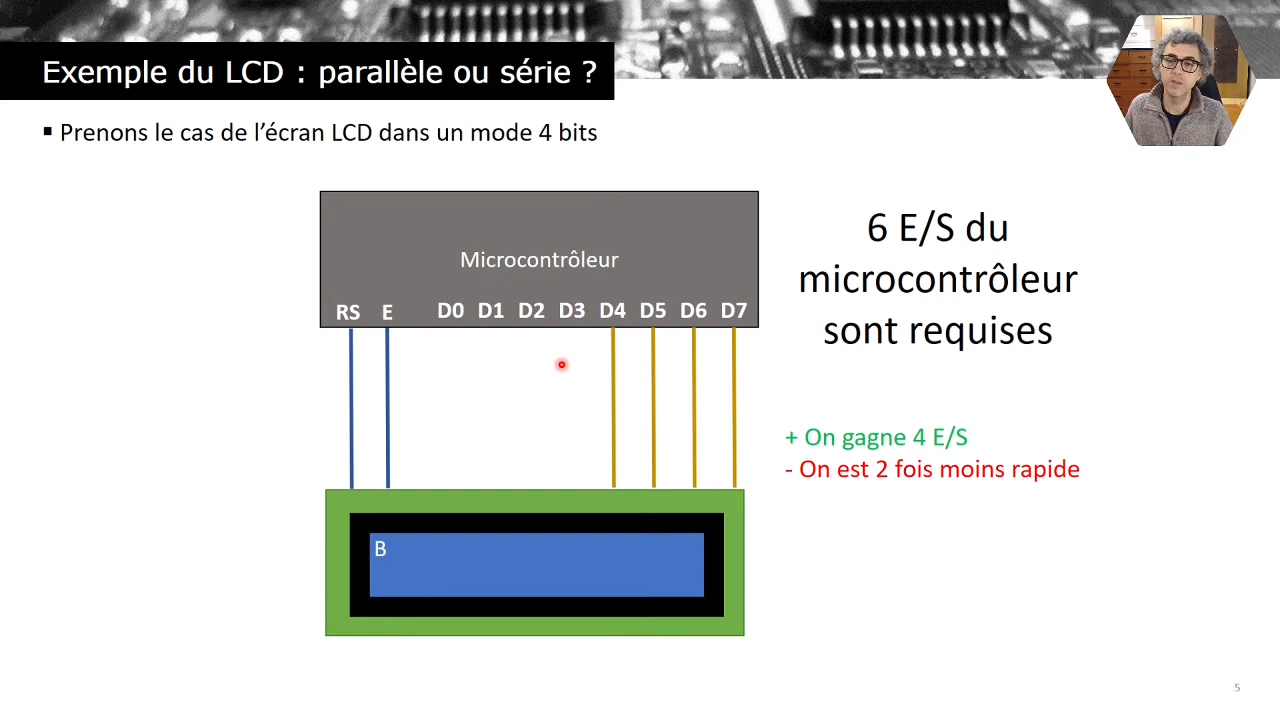 Exemple du LCD : parallèle ou série ?
▪ Prenons le cas de l’écran LCD dans un mode 4 bits
Microcontrôleur
RS E D0 D1 D2 D3 D4 D5 D6 D7
6 E/S du
microcontrôleur
sont requises
+ On gagne 4 E/S
- On est 2 fois moins rapide
B
5